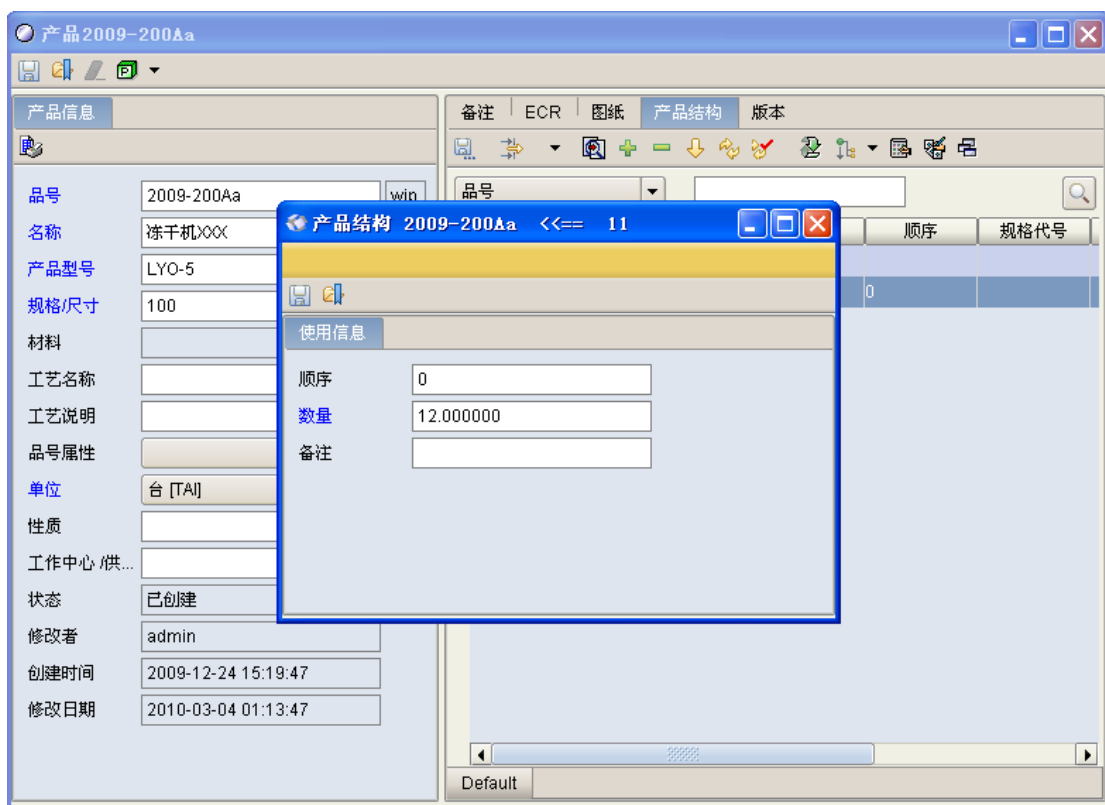 产品2009-200Aa
产品信息
备注 ECR 图纸 产品结构 版本
品号 2009-200Aa win
品号
名称 冻干机XXX
产品型号 LYO-5
规格/尺寸 100
材料
工艺名称
工艺说明
品号属性
单位 台 [TAI]
性质
工作中心 /供...
状态 已创建
修改者 admin
创建时间 2009-12-24 15:19:47
修改日期 2010-03-04 01:13:47
顺序 规格代号
0
产品结构 2009-200Aa <<== 11
使用信息
顺序 0
数量 12.000000
备注
Default